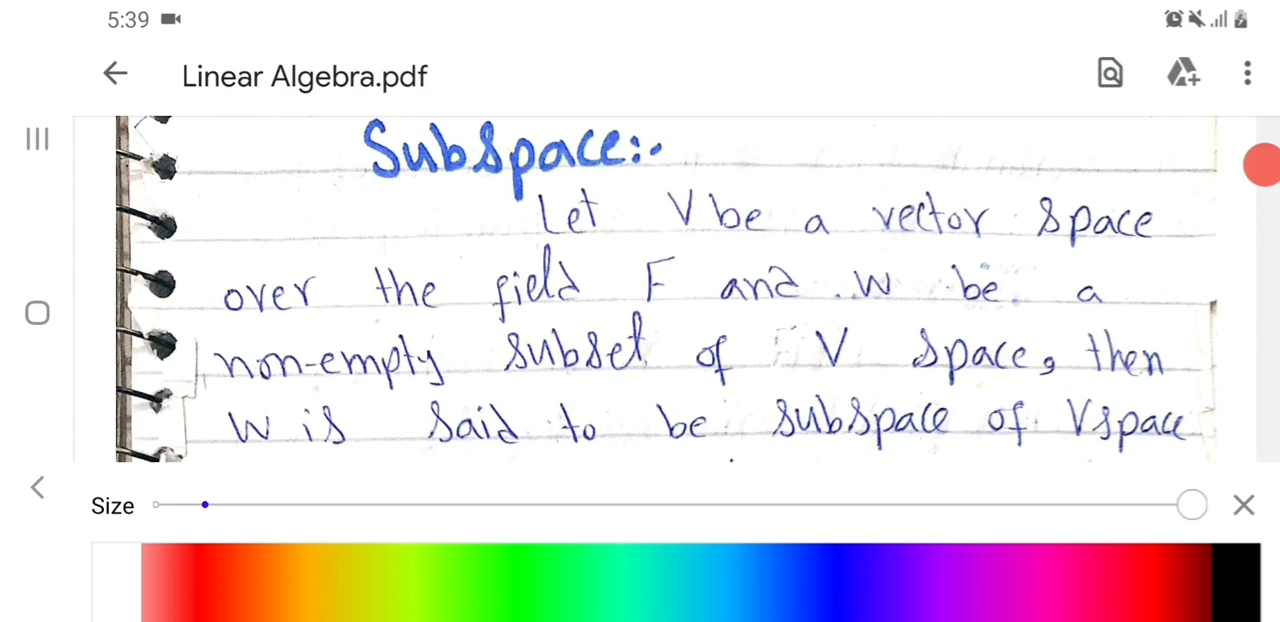 5:39
Linear Algebra.pdf
Subspace:-
Let V be a vector space
over the field F and W be a
non-empty subset of V space, then
W is said to be subspace of V space
Size